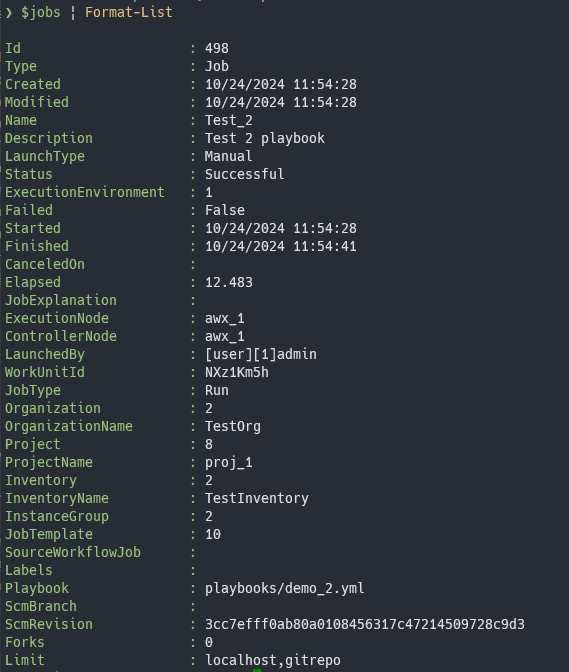 ❯ $jobs | Format-List
Id : 498
Type : Job
Created : 10/24/2024 11:54:28
Modified : 10/24/2024 11:54:28
Name : Test_2
Description : Test 2 playbook
LaunchType : Manual
Status : Successful
ExecutionEnvironment : 1
Failed : False
Started : 10/24/2024 11:54:28
Finished : 10/24/2024 11:54:41
CanceledOn :
Elapsed : 12.483
JobExplanation :
ExecutionNode : awx_1
ControllerNode : awx_1
LaunchedBy : [user][1]admin
WorkUnitId : NXz1Km5h
JobType : Run
Organization : 2
OrganizationName : TestOrg
Project : 8
ProjectName : proj_1
Inventory : 2
InventoryName : TestInventory
InstanceGroup : 2
JobTemplate : 10
SourceWorkflowJob :
Labels :
Playbook : playbooks/demo_2.yml
ScmBranch :
ScmRevision : 3cc7efff0ab80a0108456317c47214509728c9d3
Forks : 0
Limit : localhost,gitrepo